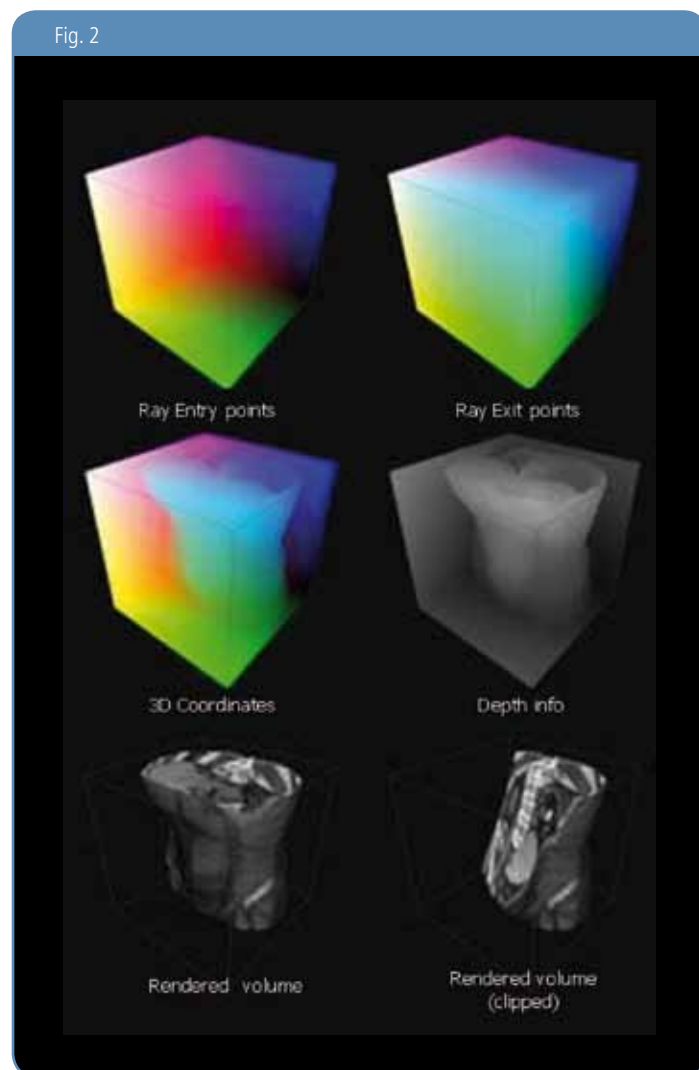 Fig. 2
Ray Entry points
Ray Exit points
3D Coordinates
Depth info
Rendered volume
Rendered volume
(clipped)